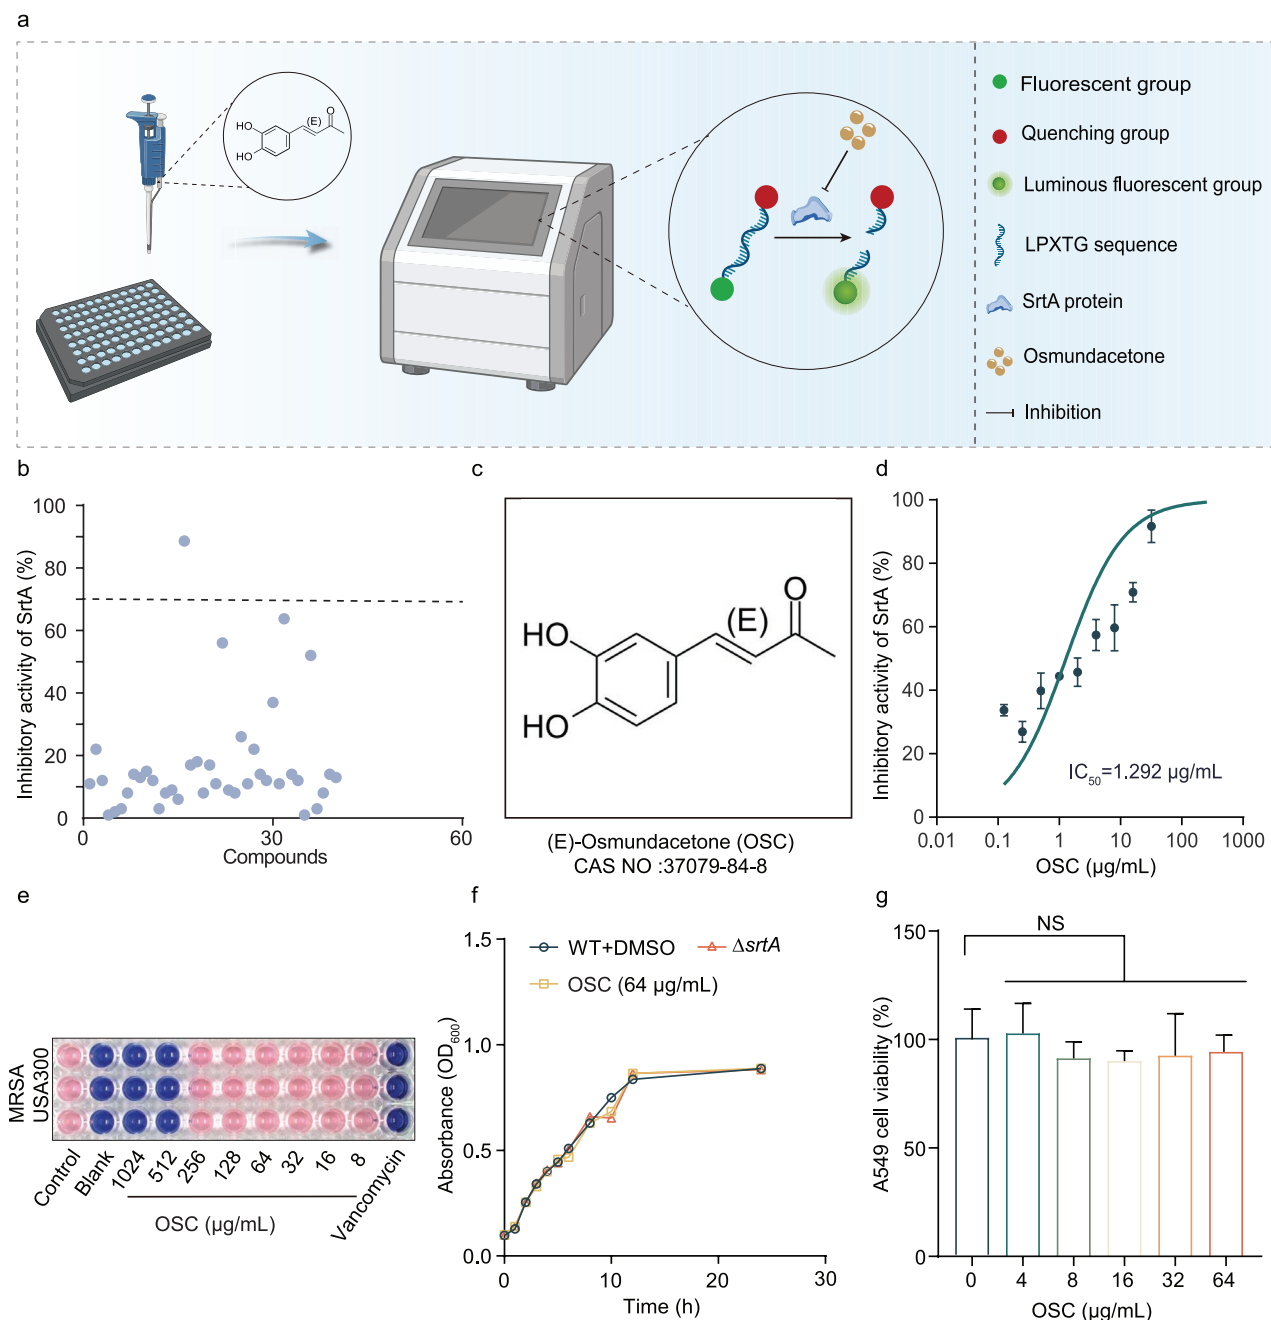 a
HO
HO
(E)
O
Fluorescent group
Quenching group
Luminous fluorescent group
LPXTG sequence
SrtA protein
Osmundacetone
Inhibition
b
Inhibitory activity of SrtA (%)
100
80
60
40
20
0
0
30
60
Compounds
c
HO
HO
(E)
O
(E)-Osmundacetone (OSC)
CAS NO :37079-84-8
d
Inhibitory activity of SrtA (%)
100
80
60
40
20
0
IC50=1.292 µg/mL
0.01
0.1
1
10
100
1000
OSC (µg/mL)
e
MRSA
USA300
Control
Blank
1024
512
256
128
64
32
16
8
Vancomycin
OSC (µg/mL)
f
WT+DMSO
ΔsrtA
OSC (64 µg/mL)
Absorbance (OD600)
1.5
1.0
0.5
0.0
0
10
20
30
Time (h)
g
NS
A549 cell viability (%)
150
100
50
0
0
4
8
16
32
64
OSC (µg/mL)